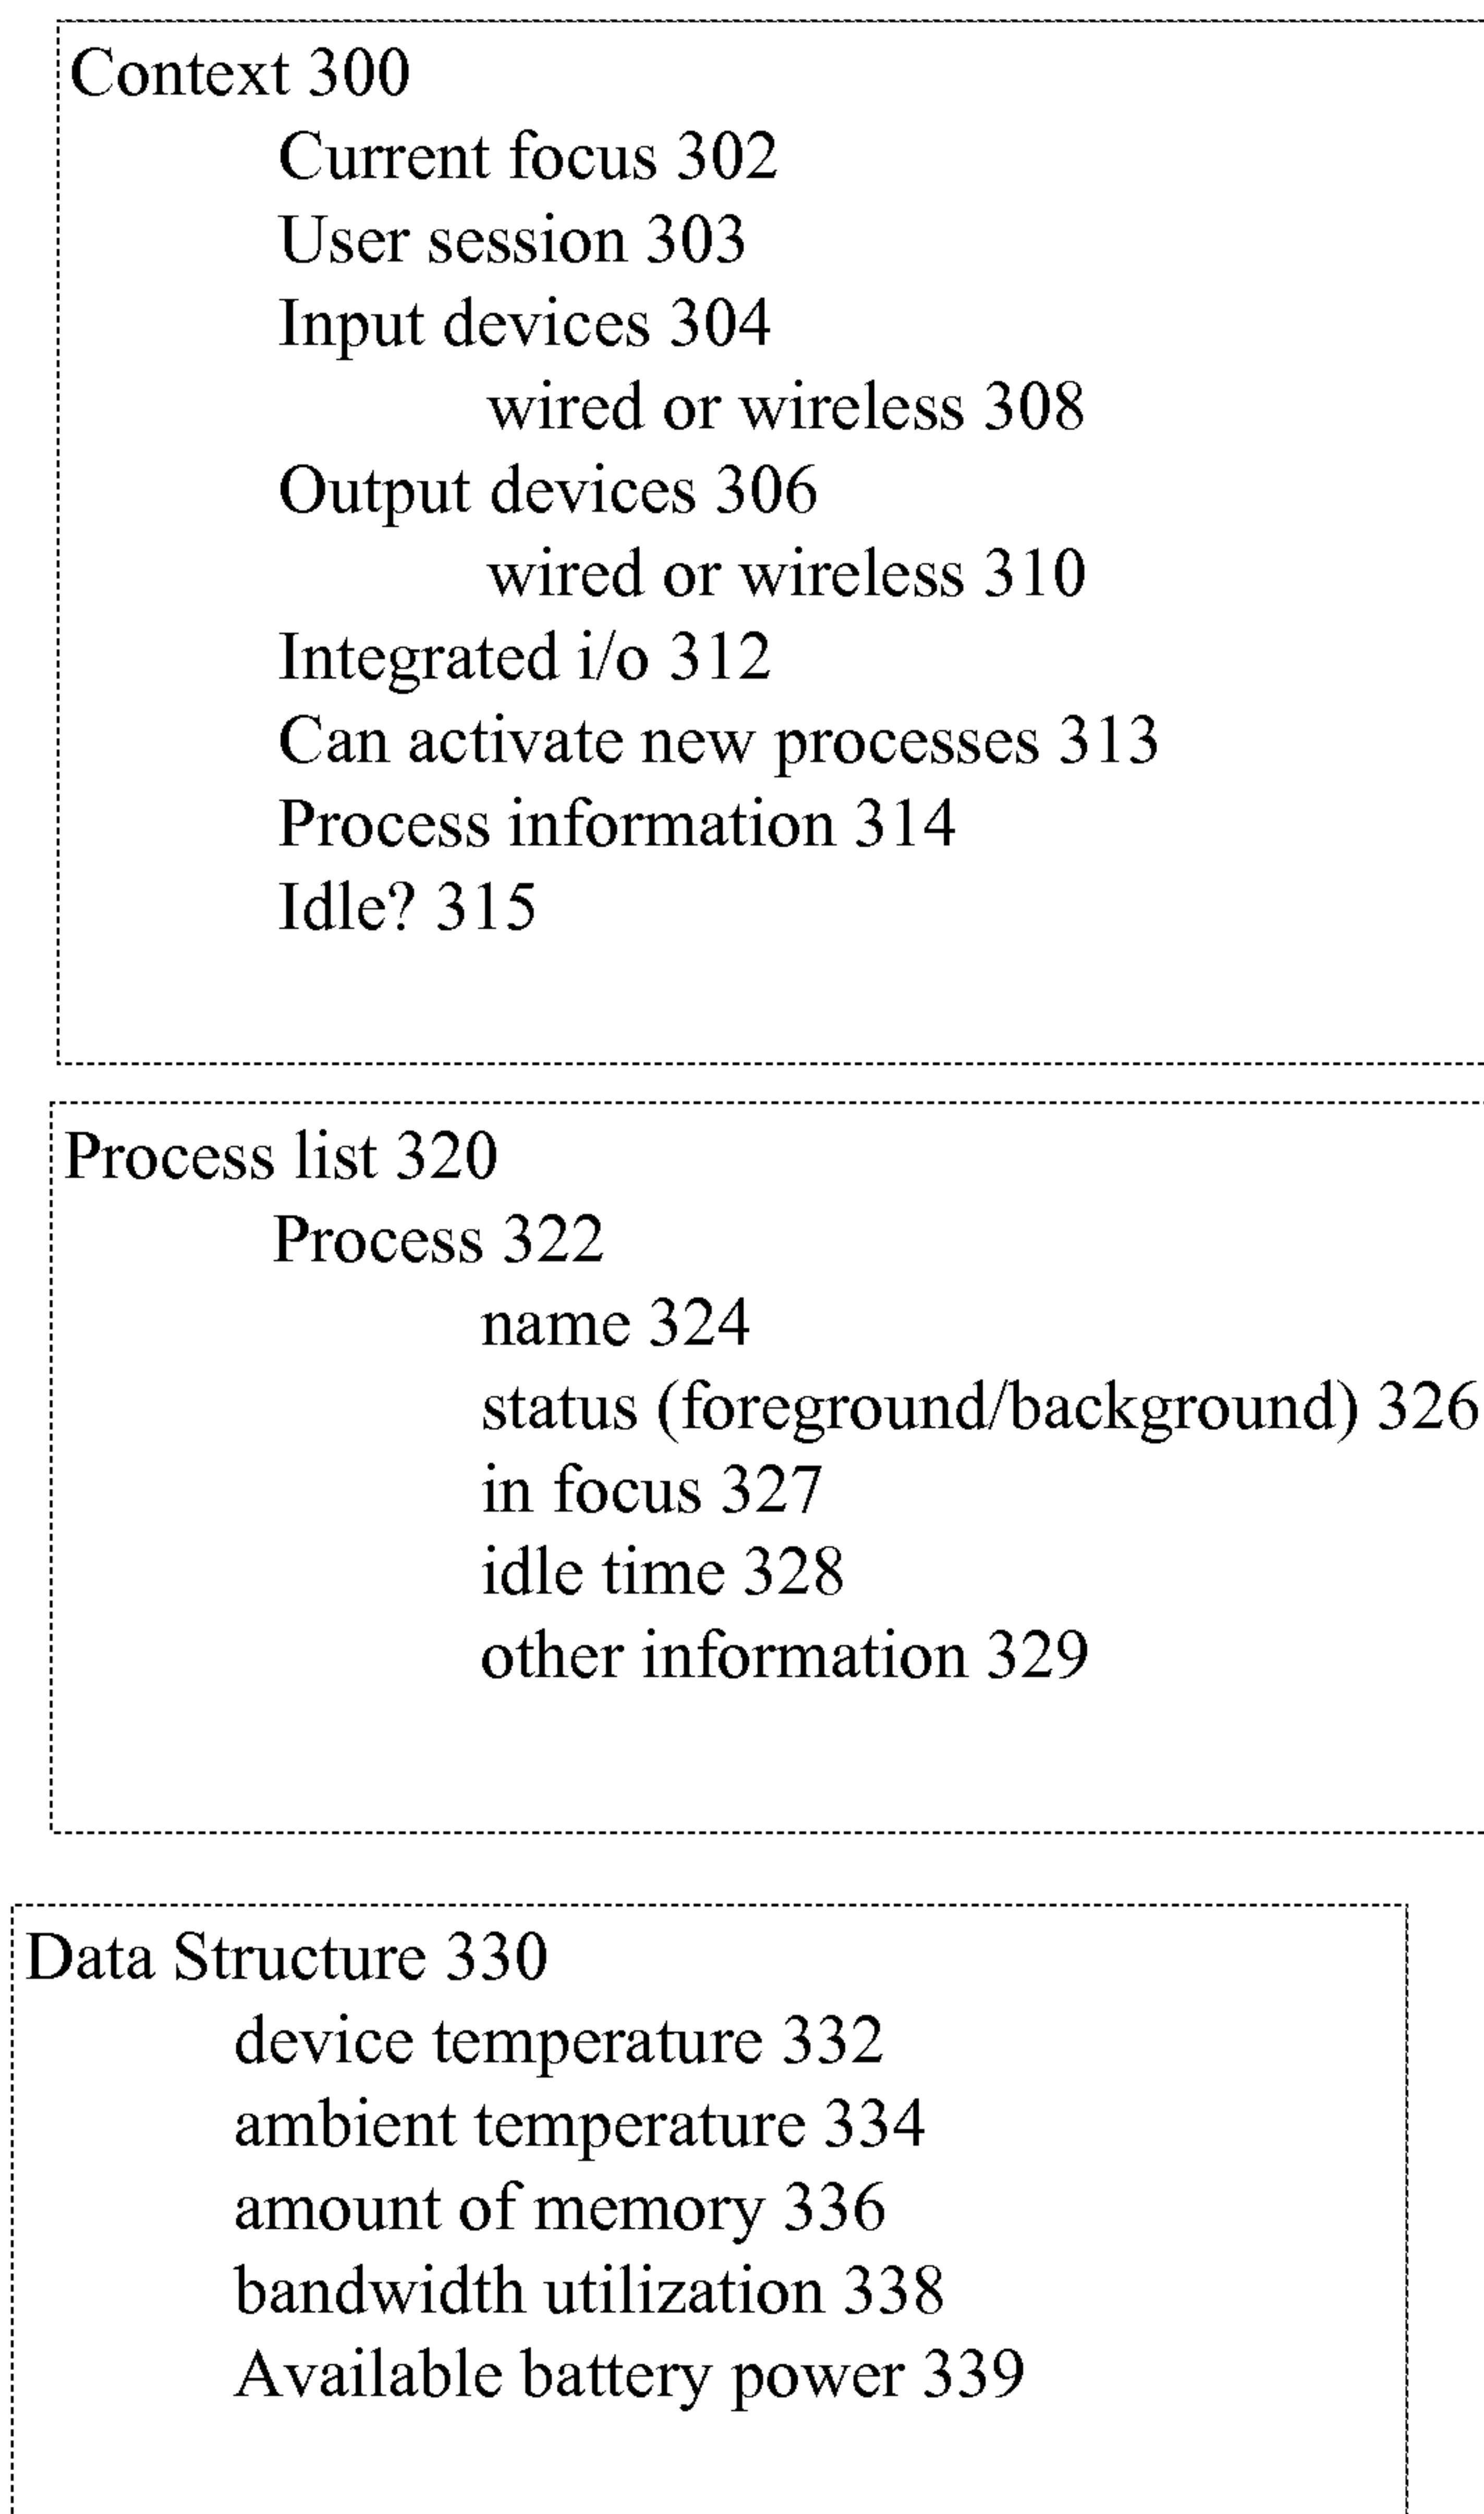 Context 300
Current focus 302
User session 303
Input devices 304
wired or wireless 308
Output devices 306
wired or wireless 310
Integrated i/o 312
Can activate new processes 313
Process information 314
Idle? 315
Process list 320
Process 322
name 324
status (foreground/background) 326
in focus 327
idle time 328
other information 329
Data Structure 330
device temperature 332
ambient temperature 334
amount of memory 336
bandwidth utilization 338
Available battery power 339